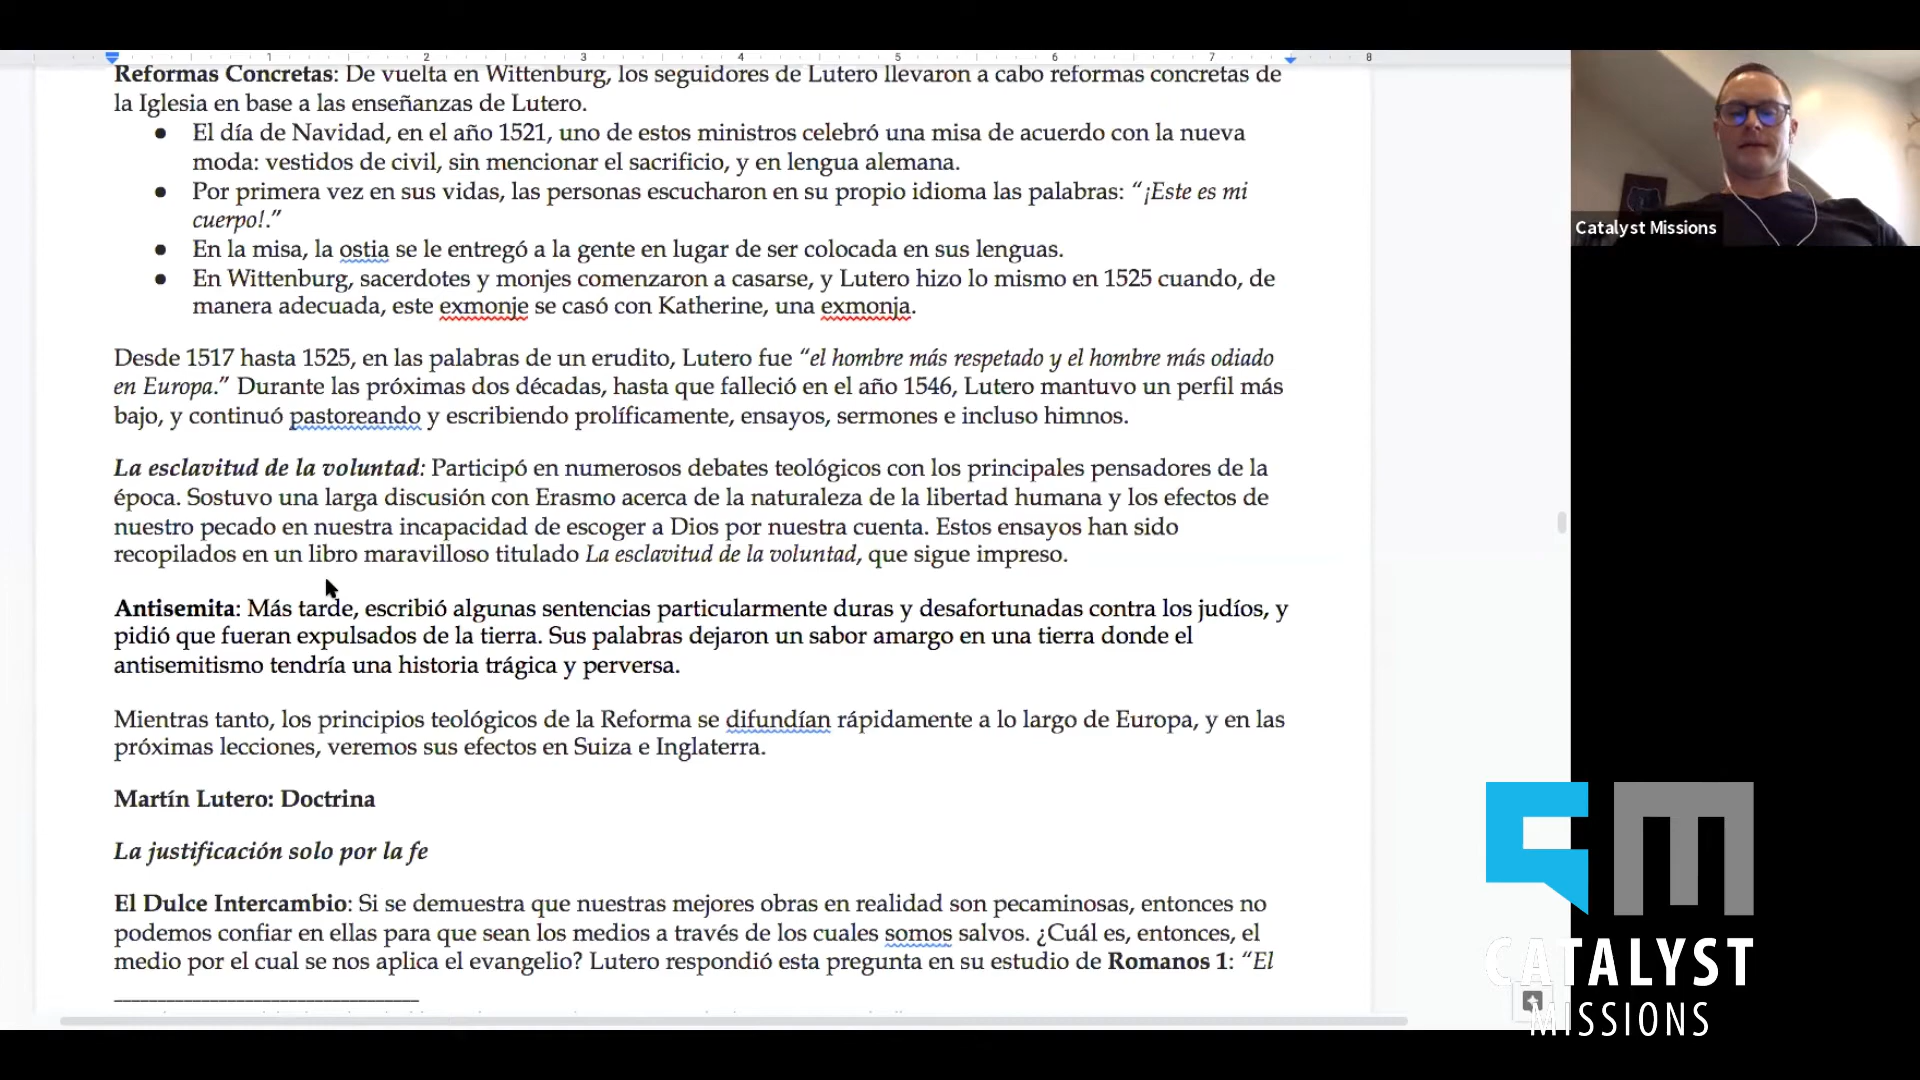 1 2 3 4 5 6 7 8
Reformas Concretas: De vuelta en Wittenburg, los seguidores de Lutero llevaron a cabo reformas concretas de
la Iglesia en base a las enseñanzas de Lutero.
● El día de Navidad, en el año 1521, uno de estos ministros celebró una misa de acuerdo con la nueva
moda: vestidos de civil, sin mencionar el sacrificio, y en lengua alemana.
● Por primera vez en sus vidas, las personas escucharon en su propio idioma las palabras: “¡Este es mi
cuerpo!.”
● En la misa, la ostia se le entregó a la gente en lugar de ser colocada en sus lenguas.
● En Wittenburg, sacerdotes y monjes comenzaron a casarse, y Lutero hizo lo mismo en 1525 cuando, de
manera adecuada, este exmonje se casó con Katherine, una exmonja.
Desde 1517 hasta 1525, en las palabras de un erudito, Lutero fue “el hombre más respetado y el hombre más odiado
en Europa.” Durante las próximas dos décadas, hasta que falleció en el año 1546, Lutero mantuvo un perfil más
bajo, y continuó pastoreando y escribiendo prolíficamente, ensayos, sermones e incluso himnos.
La esclavitud de la voluntad: Participó en numerosos debates teológicos con los principales pensadores de la
época. Sostuvo una larga discusión con Erasmo acerca de la naturaleza de la libertad humana y los efectos de
nuestro pecado en nuestra incapacidad de escoger a Dios por nuestra cuenta. Estos ensayos han sido
recopilados en un libro maravilloso titulado La esclavitud de la voluntad, que sigue impreso.
Antisemita: Más tarde, escribió algunas sentencias particularmente duras y desafortunadas contra los judíos, y
pidió que fueran expulsados de la tierra. Sus palabras dejaron un sabor amargo en una tierra donde el
antisemitismo tendría una historia trágica y perversa.
Mientras tanto, los principios teológicos de la Reforma se difundían rápidamente a lo largo de Europa, y en las
próximas lecciones, veremos sus efectos en Suiza e Inglaterra.
Martín Lutero: Doctrina
La justificación solo por la fe
El Dulce Intercambio: Si se demuestra que nuestras mejores obras en realidad son pecaminosas, entonces no
podemos confiar en ellas para que sean los medios a través de los cuales somos salvos. ¿Cuál es, entonces, el
medio por el cual se nos aplica el evangelio? Lutero respondió esta pregunta en su estudio de Romanos 1: “El
Catalyst Missions
CATALYST
MISSIONS